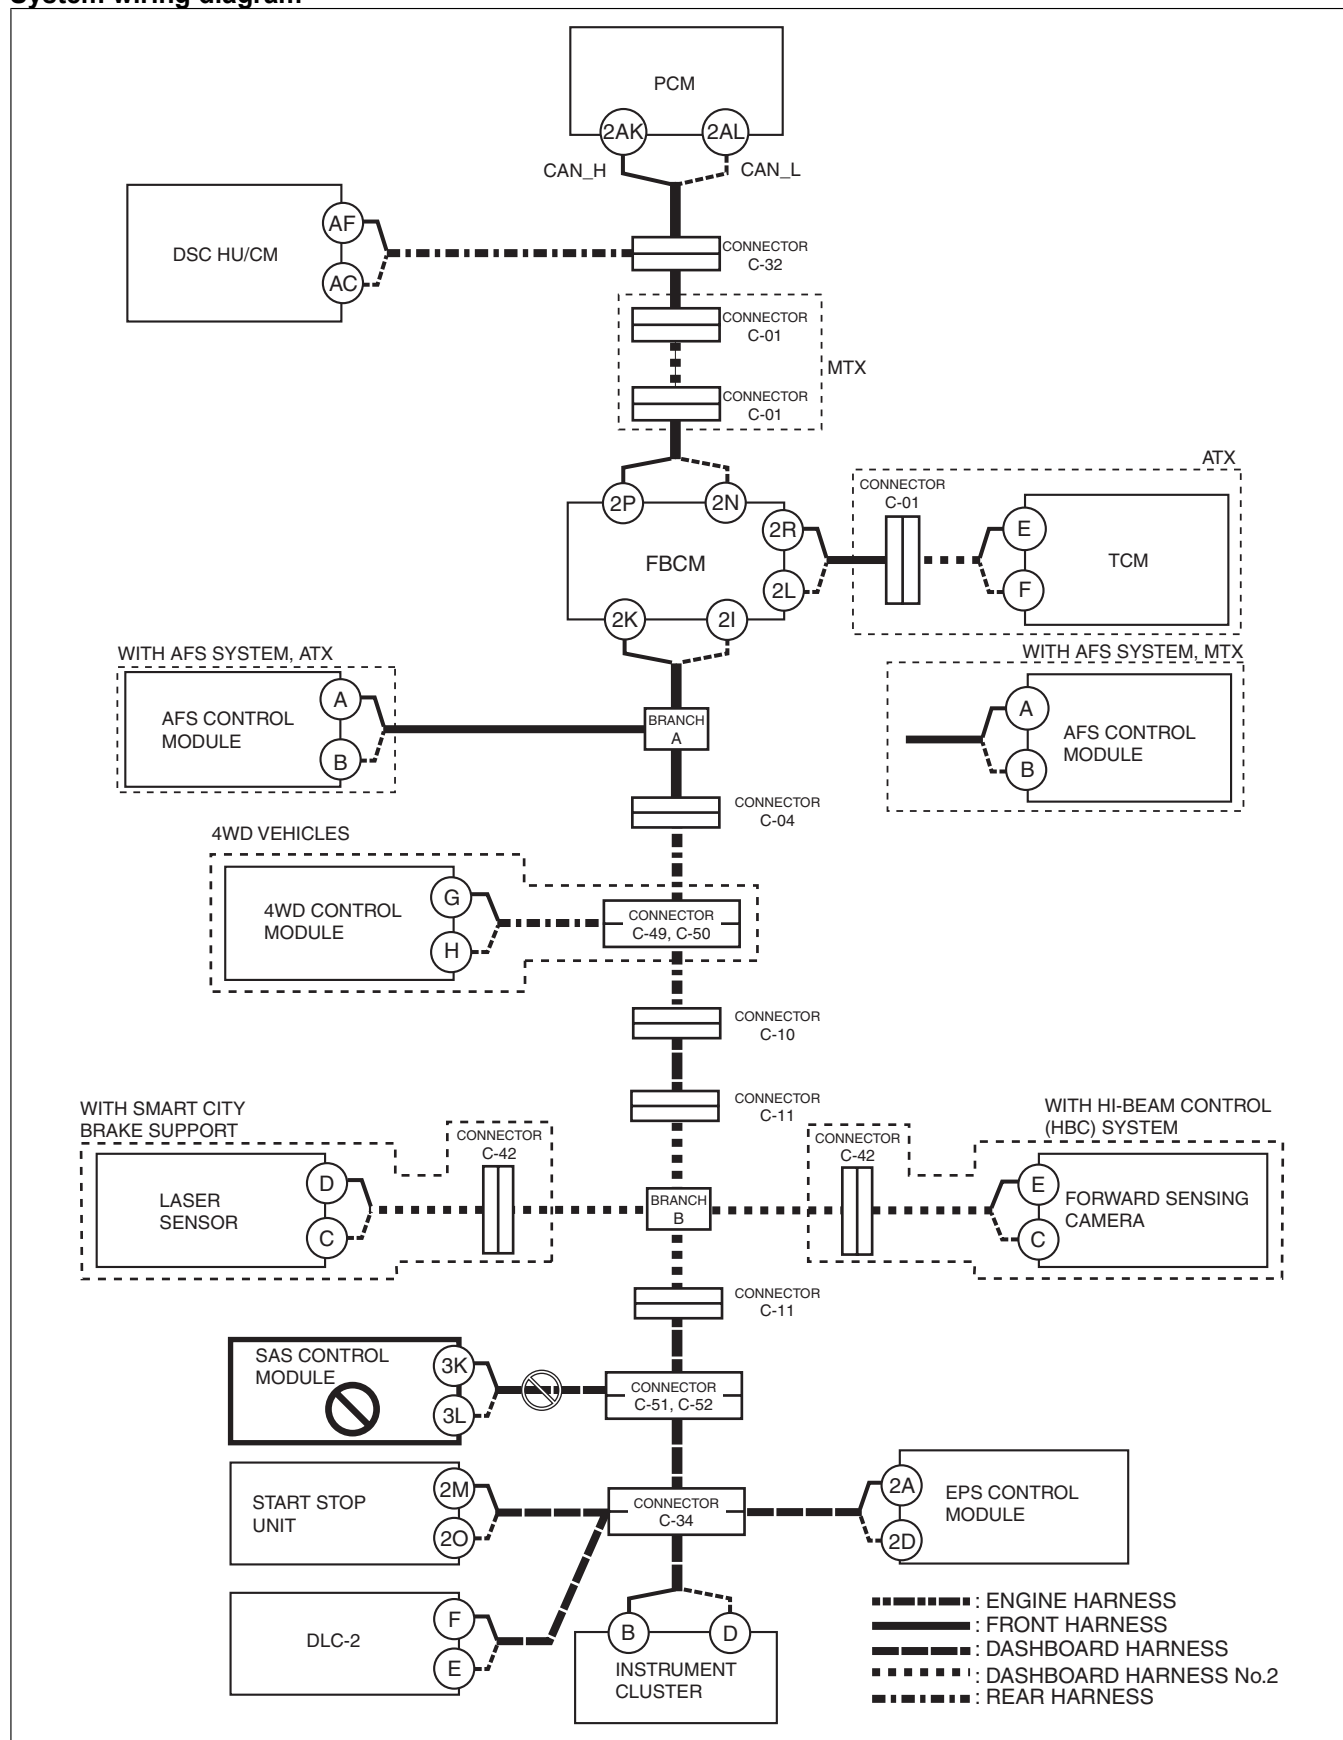 System wiring diagram
PCM
2AK
2AL
CAN_H
CAN_L
DSC HU/CM
AF
AC
CONNECTOR
C-32
CONNECTOR
C-01
MTX
CONNECTOR
C-01
ATX
CONNECTOR
C-01
2P
2N
2R
E
FBCM
TCM
2L
F
2K
2I
WITH AFS SYSTEM, ATX
WITH AFS SYSTEM, MTX
A
AFS CONTROL
MODULE
B
BRANCH
A
A
AFS CONTROL
MODULE
B
CONNECTOR
C-04
4WD VEHICLES
G
4WD CONTROL
MODULE
H
CONNECTOR
C-49, C-50
CONNECTOR
C-10
CONNECTOR
C-11
WITH SMART CITY
BRAKE SUPPORT
CONNECTOR
C-42
D
LASER
SENSOR
C
BRANCH
B
WITH HI-BEAM CONTROL
(HBC) SYSTEM
CONNECTOR
C-42
E
FORWARD SENSING
CAMERA
C
CONNECTOR
C-11
SAS CONTROL
MODULE
3K
3L
CONNECTOR
C-51, C-52
START STOP
UNIT
2M
2O
CONNECTOR
C-34
2A
EPS CONTROL
MODULE
2D
DLC-2
F
E
B
D
INSTRUMENT
CLUSTER
: ENGINE HARNESS
: FRONT HARNESS
: DASHBOARD HARNESS
: DASHBOARD HARNESS No.2
: REAR HARNESS